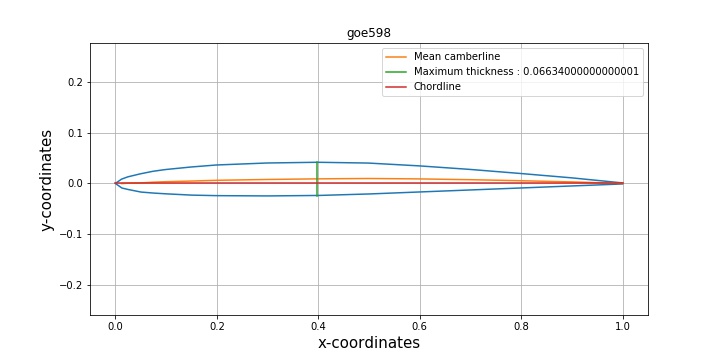 goe598
Mean camberline
Maximum thickness : 0.06634000000000001
Chordline
0.2
0.1
0.0
−0.1
−0.2
y-coordinates
0.0 0.2 0.4 0.6 0.8 1.0
x-coordinates